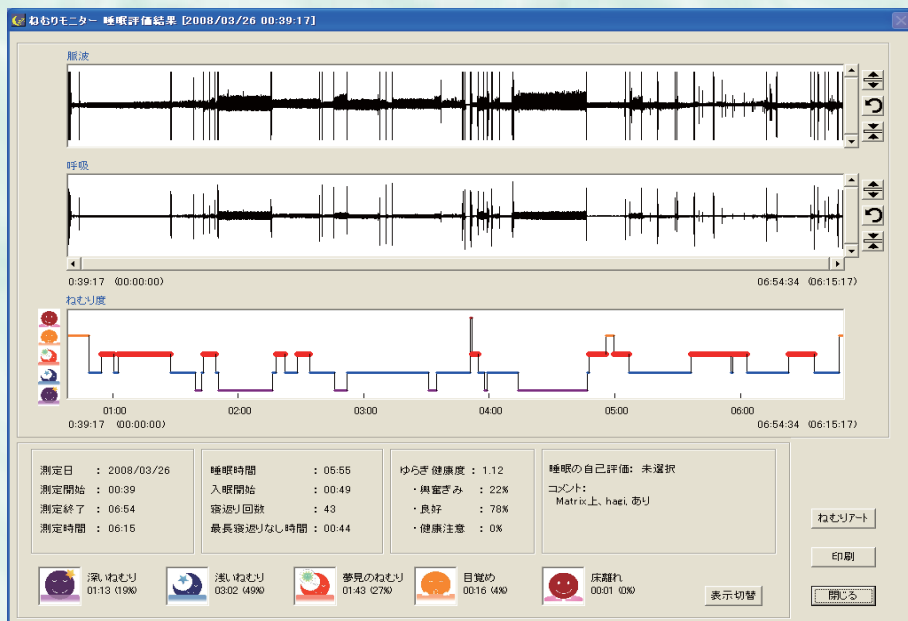 ねむりモニター 睡眠評価結果 [2008/03/26 00:39:17]
脈波
呼吸
0:39:17 (00:00:00)
06:54:34 (06:15:17)
ねむり度
01:00 02:00 03:00 04:00 05:00 06:00
0:39:17 (00:00:00)
06:54:34 (06:15:17)
測定日 : 2008/03/26
測定開始 : 00:39
測定終了 : 06:54
測定時間 : 06:15
睡眠時間 : 05:55
入眠開始 : 00:49
寝返り回数 : 43
最長寝返りなし時間 : 00:44
ゆらぎ健康度 : 1.12
・興奮ぎみ : 22%
・良好 : 78%
・健康注意 : 0%
睡眠の自己評価: 未選択
コメント:
Matrix上、hagi、あり
ねむりアート
印刷
閉じる
深いねむり
01:13 (19%)
浅いねむり
03:02 (49%)
夢見のねむり
01:43 (27%)
目覚め
00:16 (4%)
床離れ
00:01 (0%)
表示切替